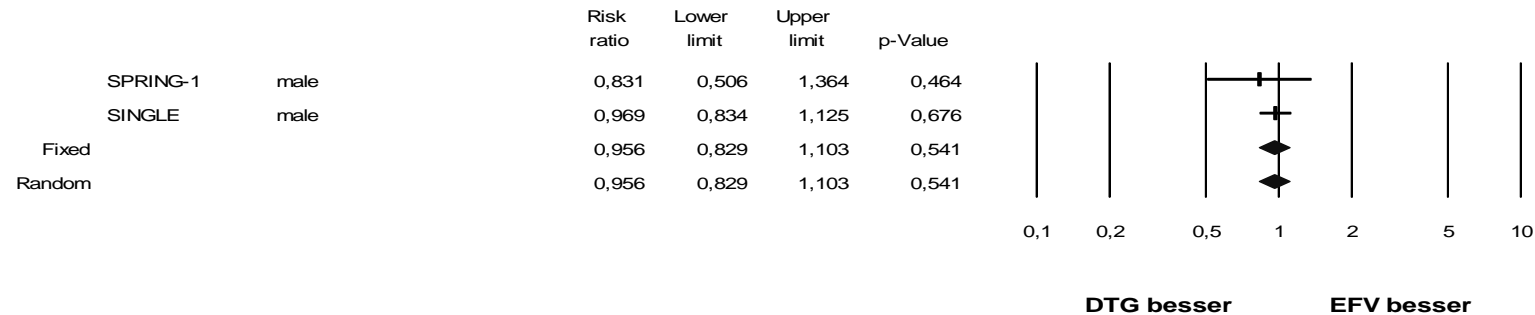 Risk Lower Upper
ratio limit limit p-Value
SPRING-1 male 0,831 0,506 1,364 0,464
SINGLE male 0,969 0,834 1,125 0,676
Fixed 0,956 0,829 1,103 0,541
Random 0,956 0,829 1,103 0,541
0,1 0,2 0,5 1 2 5 10
DTG besser EFV besser